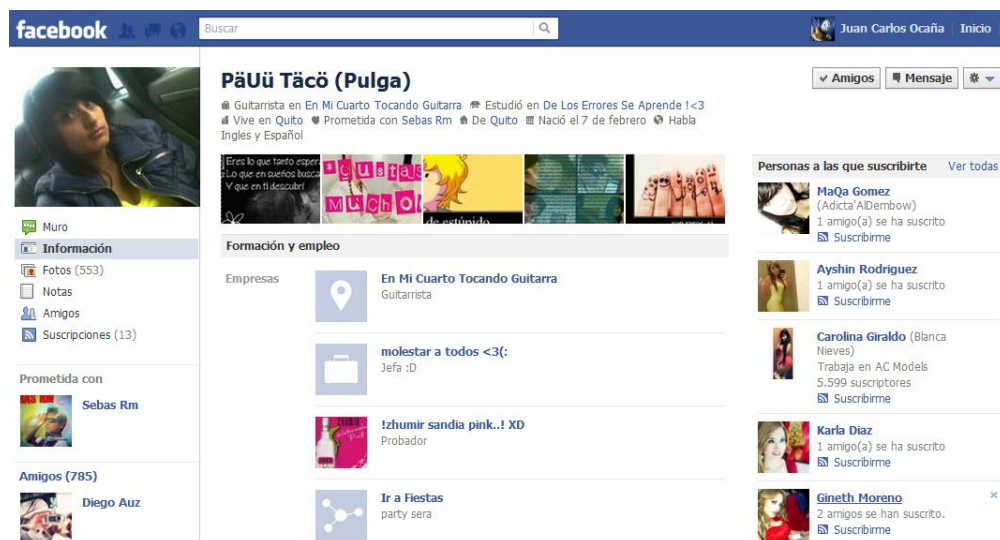 facebook
Buscar
Juan Carlos Ocaña Inicio
PäUü Täcö (Pulga)
Amigos
Mensaje
Guitarrista en En Mi Cuarto Tocando Guitarra Estudió en De Los Errores Se Aprende !<3
Vive en Quito Prometida con Sebas Rm De Quito Nació el 7 de febrero Habla
Ingles y Español
Eres lo que tanto esper
Lo que en sueños busca
Y que en ti descubrí
*gustas
MUCHO!
de estúpido
Muro
Información
Fotos (553)
Notas
Amigos
Suscripciones (13)
Prometida con
Sebas Rm
Amigos (785)
Diego Auz
Formación y empleo
Empresas
En Mi Cuarto Tocando Guitarra
Guitarrista
molestar a todos <3(:
Jefa :D
!zhumir sandia pink..! XD
Probador
Ir a Fiestas
party sera
Personas a las que suscribirte Ver todas
MaQa Gomez
(Adicta'AlDembow)
1 amigo(a) se ha suscrito
Suscribirme
Ayshin Rodriguez
1 amigo(a) se ha suscrito
Suscribirme
Carolina Giraldo (Blanca
Nieves)
Trabaja en AC Models
5.599 suscriptores
Suscribirme
Karla Diaz
1 amigo(a) se ha suscrito
Suscribirme
Gineth Moreno
2 amigos se han suscrito.
Suscribirme